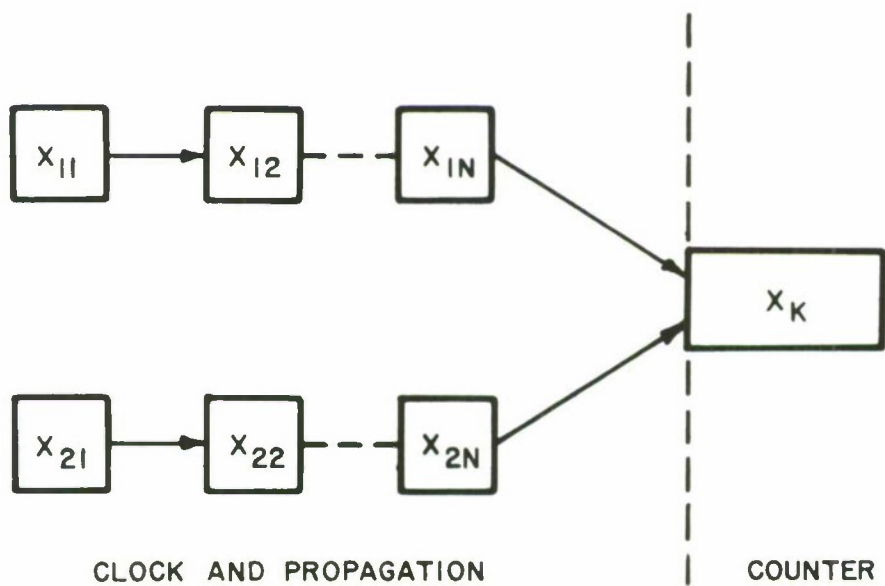 X11 X12 X1N
XK
X21 X22 X2N
CLOCK AND PROPAGATION COUNTER